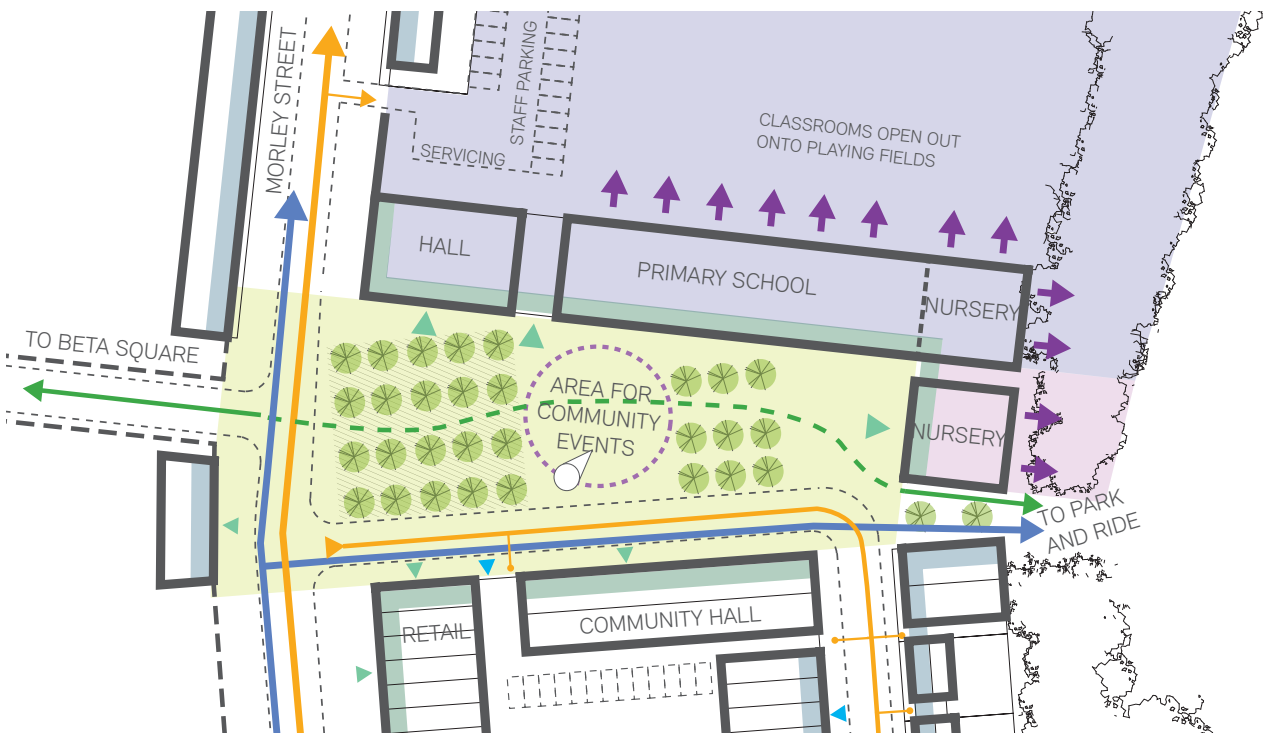 MORLEY STREET
STAFF PARKING
SERVICING
CLASSROOMS OPEN OUT
ONTO PLAYING FIELDS
HALL
PRIMARY SCHOOL
NURSERY
TO BETA SQUARE
AREA FOR
COMMUNITY
EVENTS
NURSERY
TO PARK
AND RIDE
RETAIL
COMMUNITY HALL